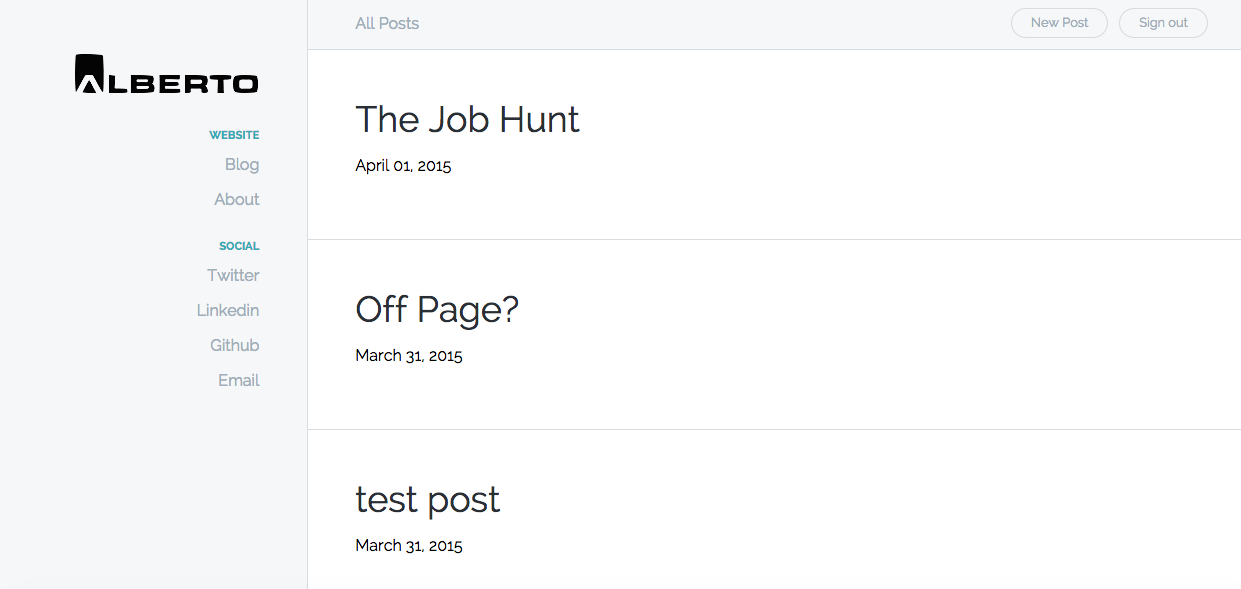 ALBERTO
WEBSITE
Blog
About
SOCIAL
Twitter
Linkedin
Github
Email
All Posts
New Post
Sign out
The Job Hunt
April 01, 2015
Off Page?
March 31, 2015
test post
March 31, 2015